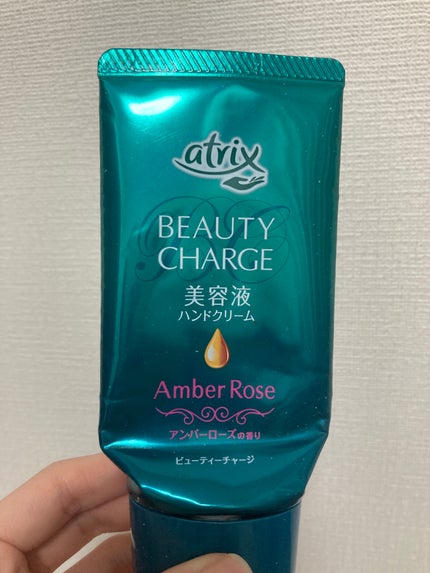 atrix
BEAUTY
CHARGE
美容液
ハンドクリーム
Amber Rose
アンバーローズの香り
ビューティーチャージ